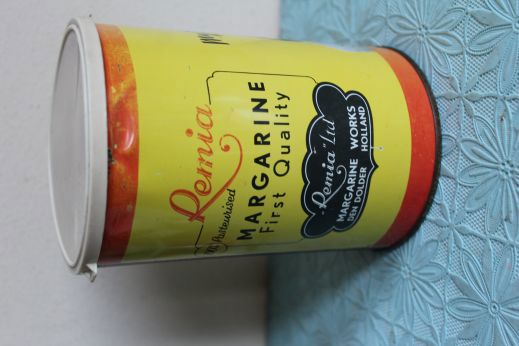 Remia
Pasteurised
MARGARINE
First Quality
"Remia" Ltd
MARGARINE WORKS
DEN DOLDER
HOLLAND